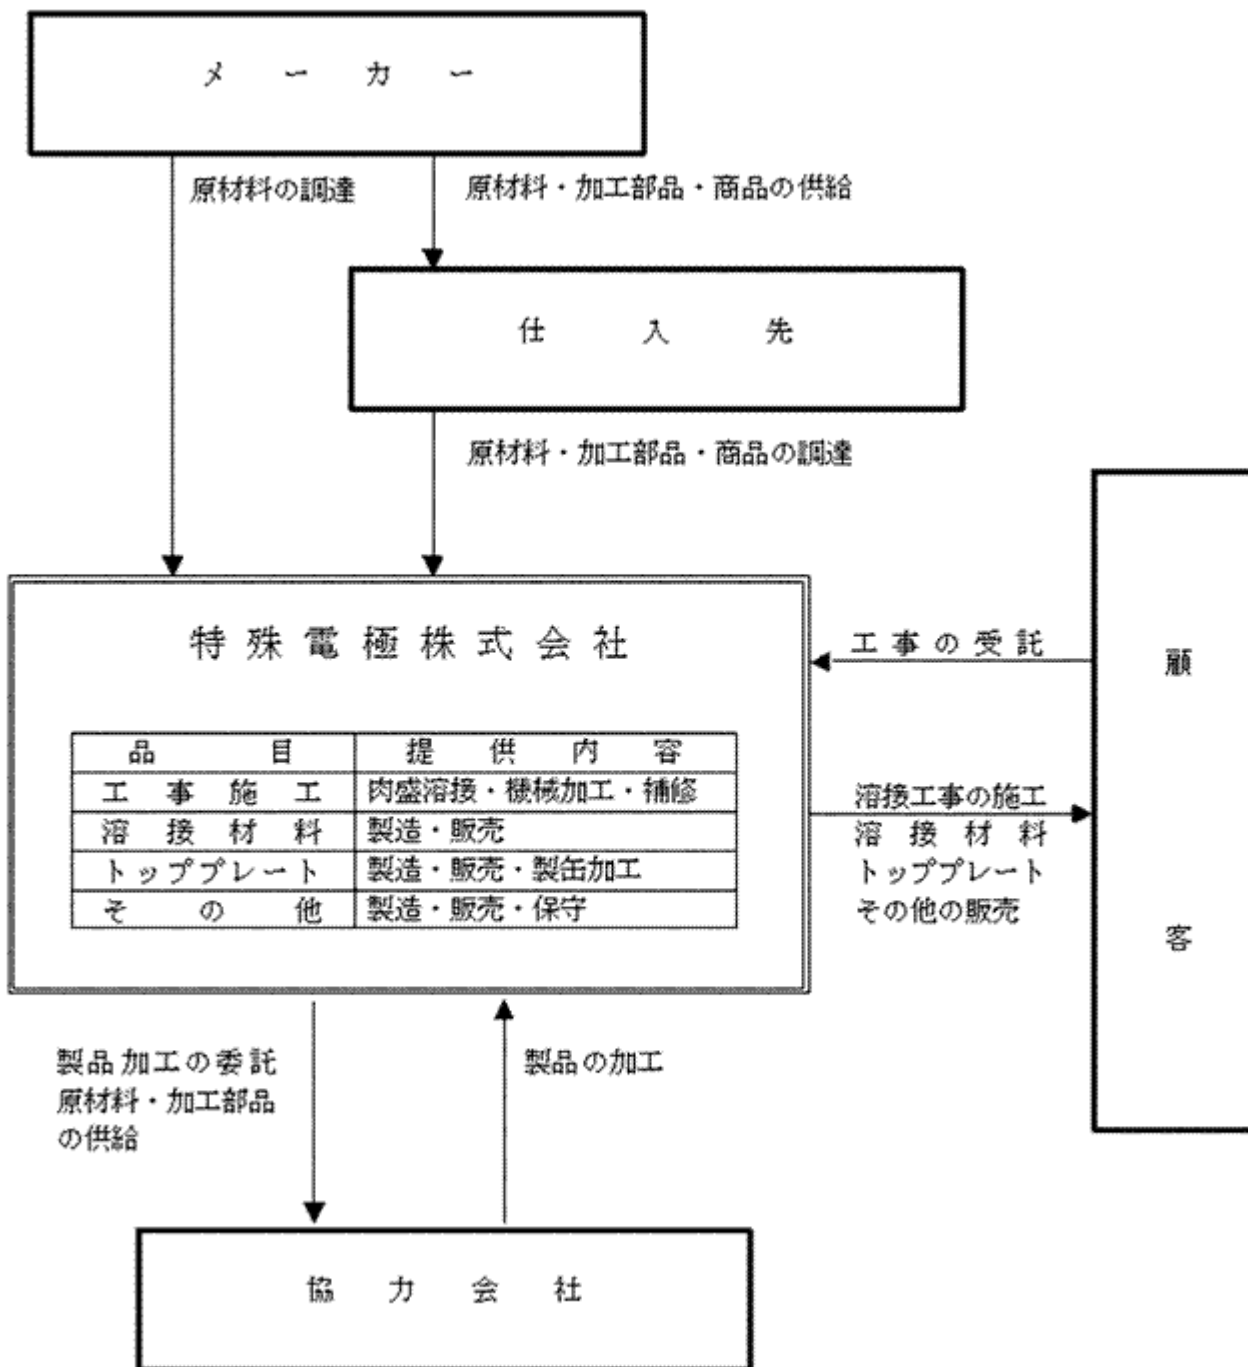 メーカー
原材料の調達
原材料・加工部品・商品の供給
仕入先
原材料・加工部品・商品の調達
特殊電極株式会社
品目 提供内容
工事施工 肉盛溶接・機械加工・補修
溶接材料 製造・販売
トッププレート 製造・販売・製缶加工
その他 製造・販売・保守
工事の受託
溶接工事の施工
溶接材料
トッププレート
その他の販売
顧客
製品加工の委託
原材料・加工部品
の供給
製品の加工
協力会社